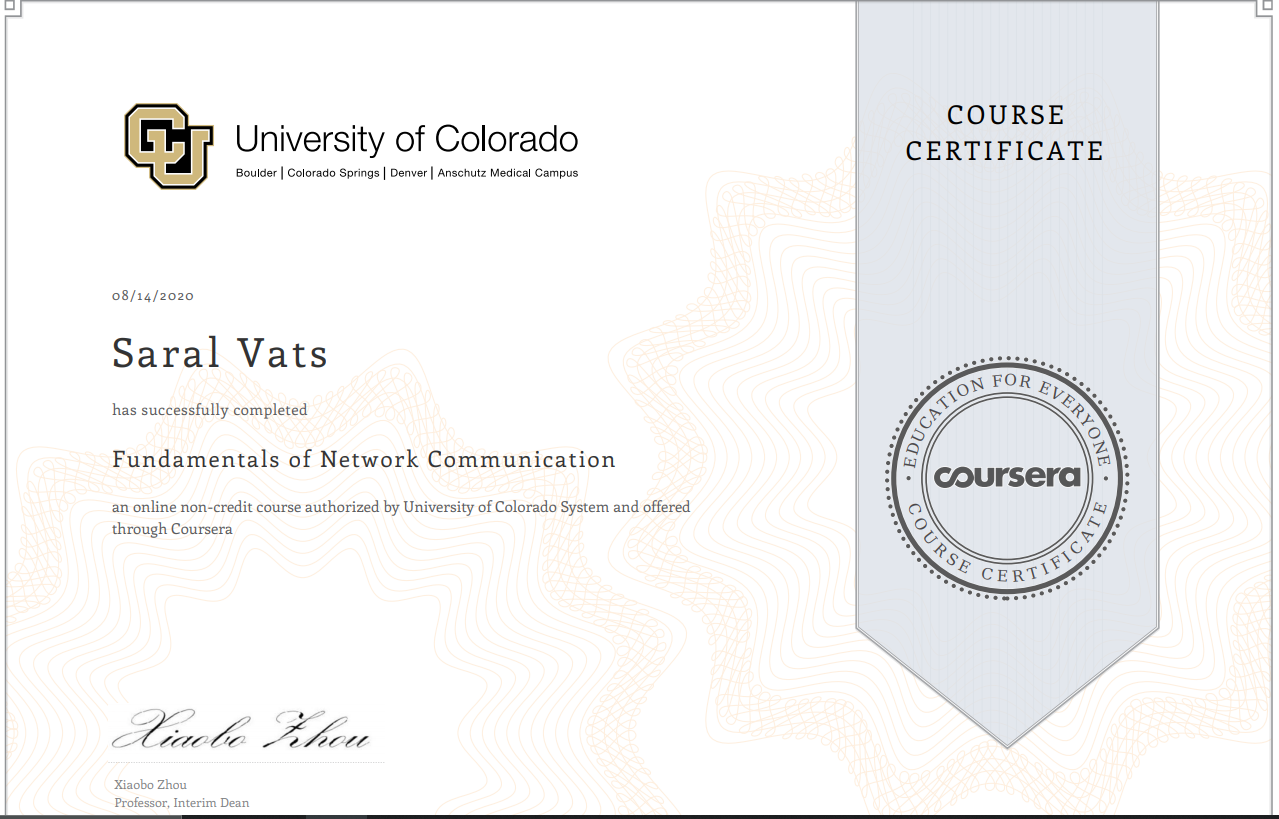 University of Colorado
Boulder | Colorado Springs | Denver | Anschutz Medical Campus
COURSE
CERTIFICATE
08/14/2020
Saral Vats
has successfully completed
Fundamentals of Network Communication
an online non-credit course authorized by University of Colorado System and offered
through Coursera
EDUCATION FOR EVERYONE
coursera
COURSE CERTIFICATE
Xiaobo Zhou
Xiaobo Zhou
Professor, Interim Dean